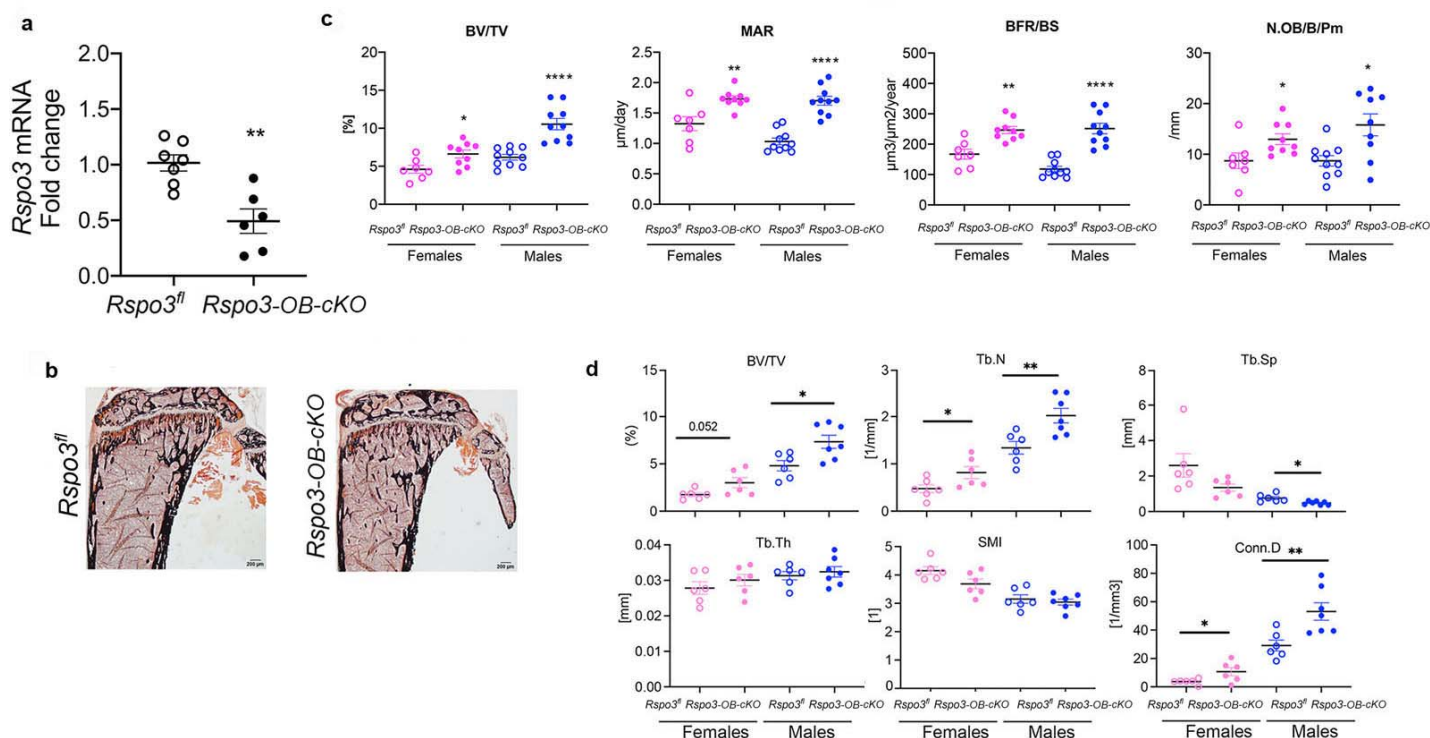 a
Rspo3 mRNA
Fold change
2.0
1.5
1.0
0.5
0.0
**
Rspo3fl Rspo3-OB-cKO
c
BV/TV
[%]
20
15
10
5
0
*
****
Rspo3fl Rspo3-OB-cKO Rspo3fl Rspo3-OB-cKO
Females Males
MAR
µm/day
2.5
2.0
1.5
1.0
0.5
0.0
**
****
Rspo3fl Rspo3-OB-cKO Rspo3fl Rspo3-OB-cKO
Females Males
BFR/BS
µm3/µm2/year
500
400
300
200
100
0
**
****
Rspo3fl Rspo3-OB-cKO Rspo3fl Rspo3-OB-cKO
Females Males
N.OB/B/Pm
/mm
30
20
10
0
*
*
Rspo3fl Rspo3-OB-cKO Rspo3fl Rspo3-OB-cKO
Females Males
b
Rspo3fl
200 µm
Rspo3-OB-cKO
200 µm
d
BV/TV
(%)
15
10
5
0
0.052
*
Tb.N
[1/mm]
3
2
1
0
*
**
Tb.Sp
[mm]
8
6
4
2
0
*
Tb.Th
[mm]
0.04
0.03
0.02
0.01
0.00
Rspo3fl Rspo3-OB-cKO Rspo3fl Rspo3-OB-cKO
Females Males
SMI
[1]
5
4
3
2
1
0
Rspo3fl Rspo3-OB-cKO Rspo3fl Rspo3-OB-cKO
Females Males
Conn.D
[1/mm3]
100
80
60
40
20
0
*
**
Rspo3fl Rspo3-OB-cKO Rspo3fl Rspo3-OB-cKO
Females Males